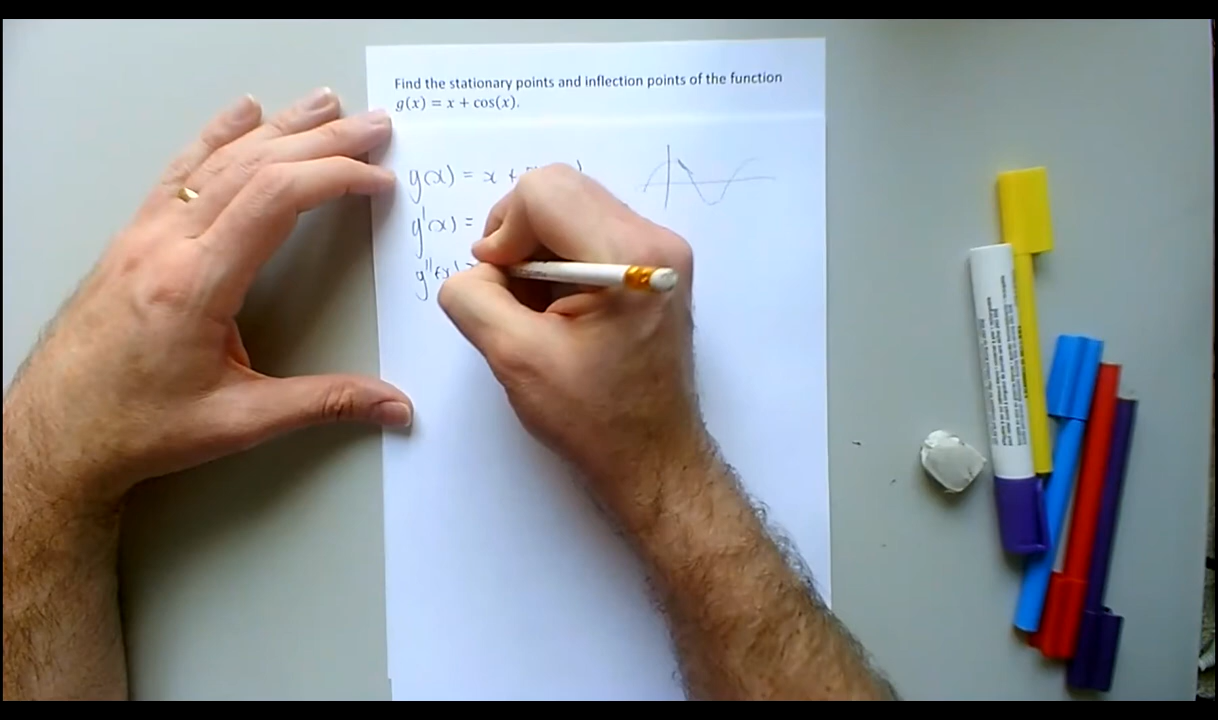 Find the stationary points and inflection points of the function
g(x) = x + cos(x).
g(x) = x +
g'(x) =
g''(x) =